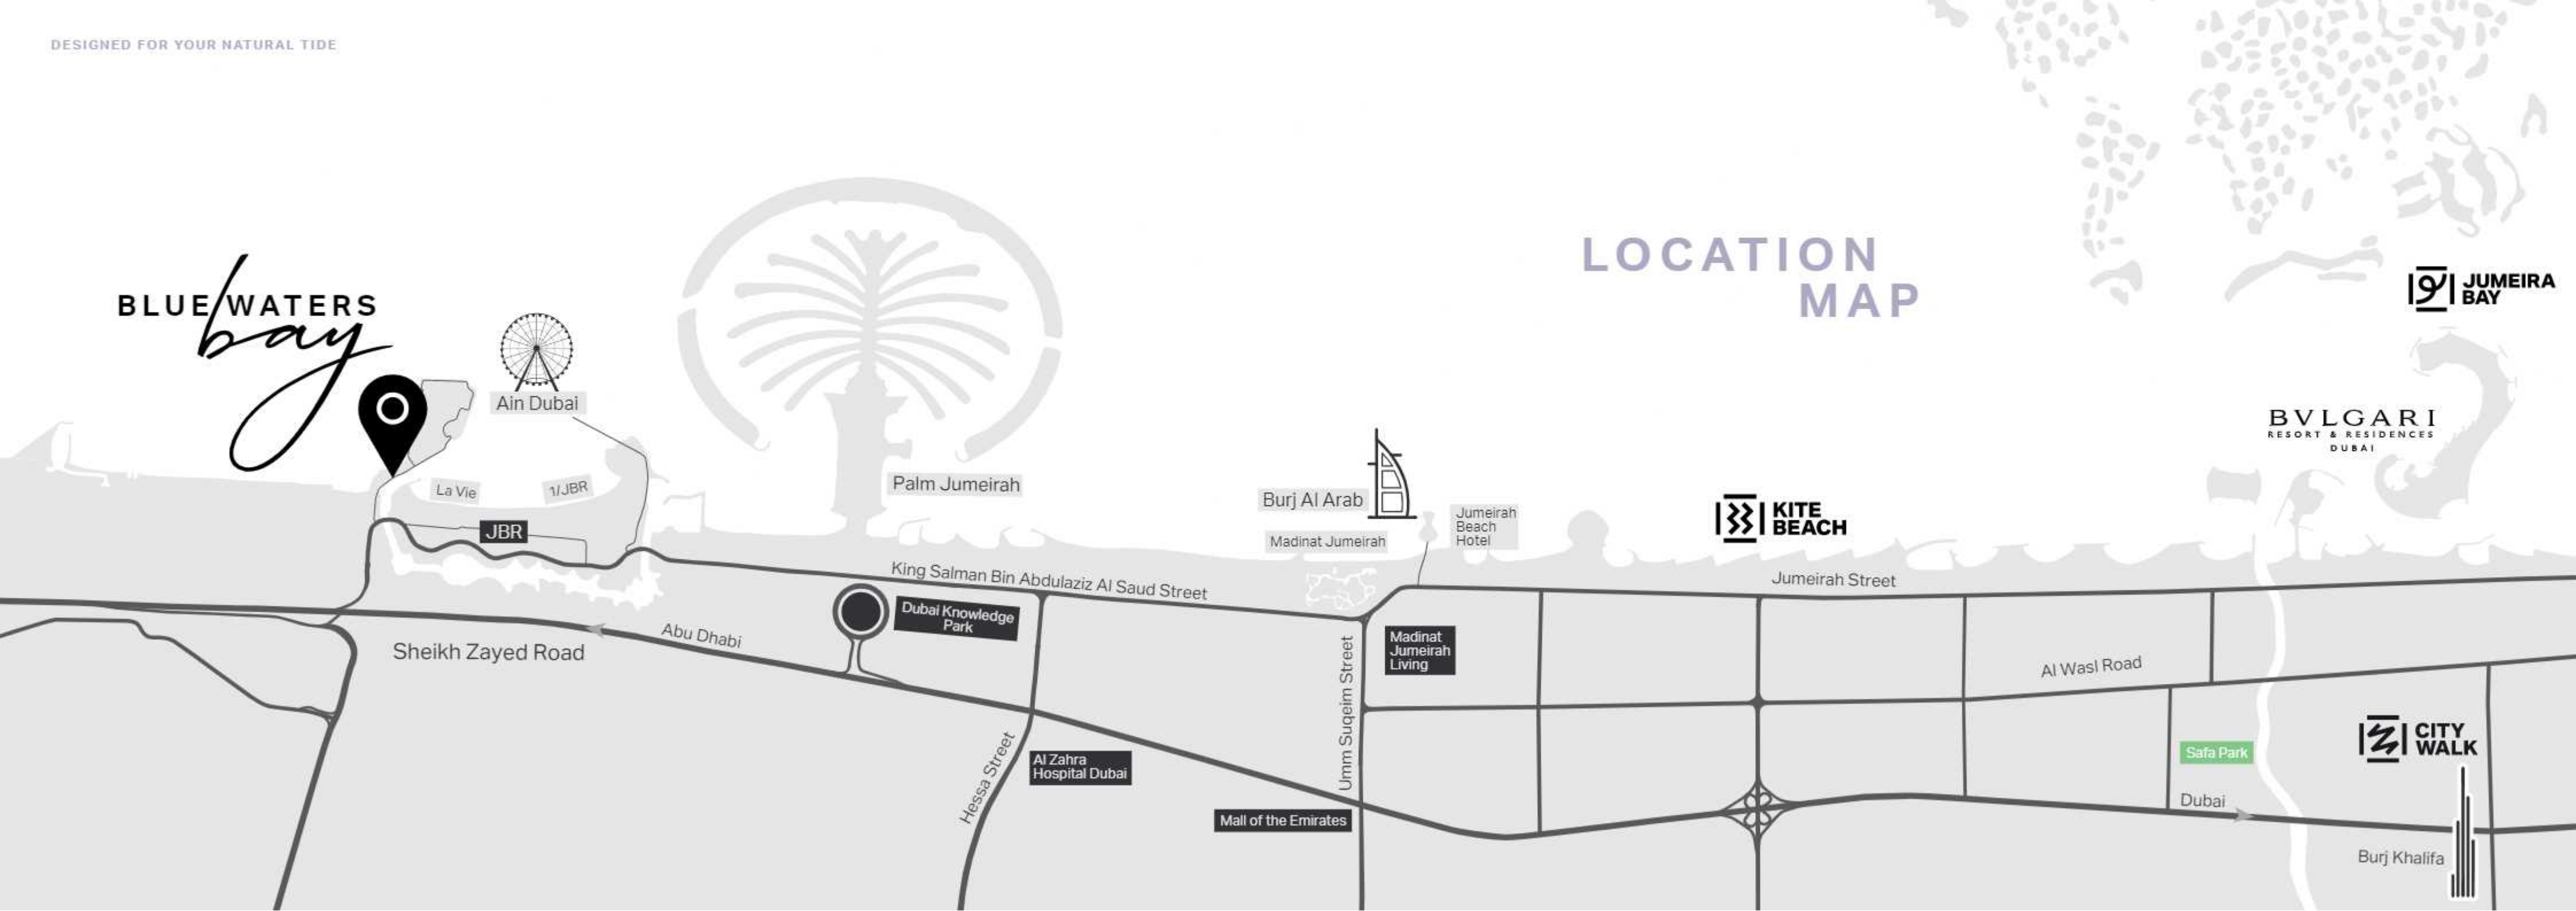 DESIGNED FOR YOUR NATURAL TIDE
LOCATION
MAP
BLUEWATERS
bay
Ain Dubai
JUMEIRA
BAY
BVLGARI
RESORT & RESIDENCES
DUBAI
La Vie
1/JBR
JBR
Palm Jumeirah
Burj Al Arab
Madinat Jumeirah
Jumeirah
Beach
Hotel
KITE
BEACH
King Salman Bin Abdulaziz Al Saud Street
Jumeirah Street
Dubai Knowledge
Park
Abu Dhabi
Sheikh Zayed Road
Umm Suqeim Street
Madinat
Jumeirah
Living
Al Wasl Road
Hessa Street
Al Zahra
Hospital Dubai
Mall of the Emirates
Safa Park
CITY
WALK
Dubai
Burj Khalifa